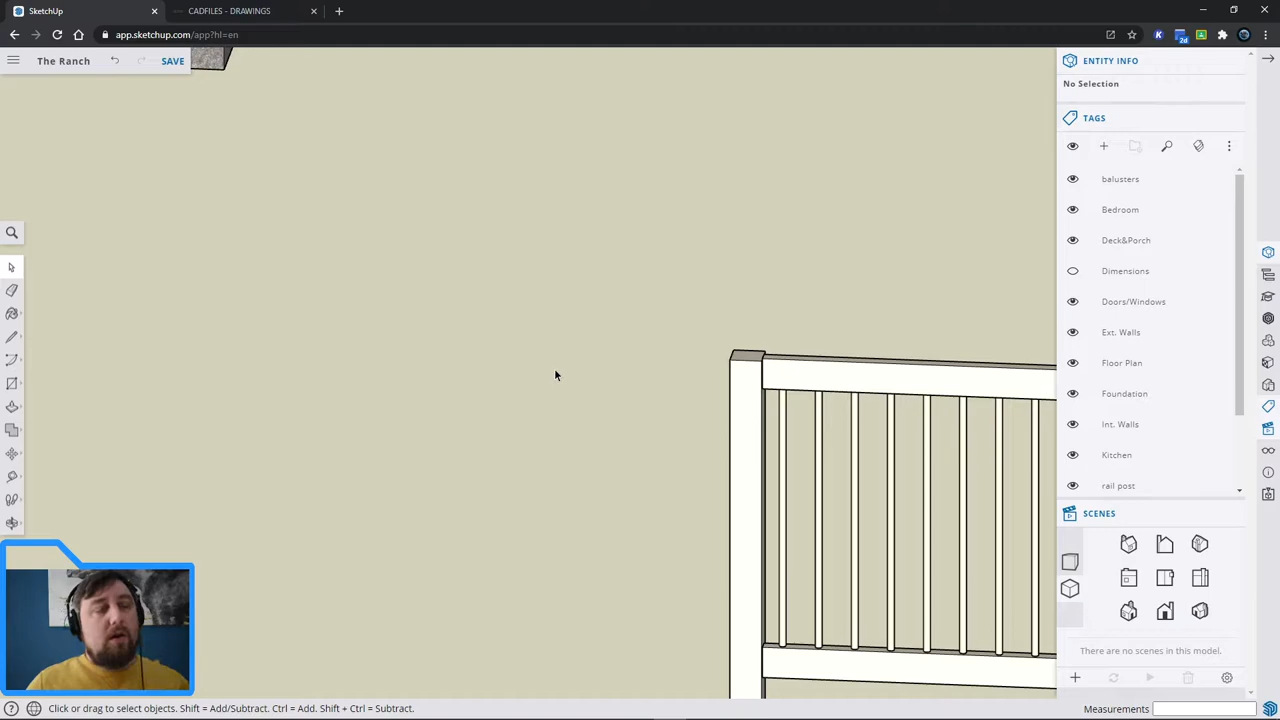 SketchUp
CADFILES - DRAWINGS
app.sketchup.com/app?hl=en
2d
The Ranch
SAVE
ENTITY INFO
No Selection
TAGS
balusters
Bedroom
Deck&Porch
Dimensions
Doors/Windows
Ext. Walls
Floor Plan
Foundation
Int. Walls
Kitchen
rail post
SCENES
There are no scenes in this model.
Click or drag to select objects. Shift = Add/Subtract. Ctrl = Add. Shift + Ctrl = Subtract.
Measurements